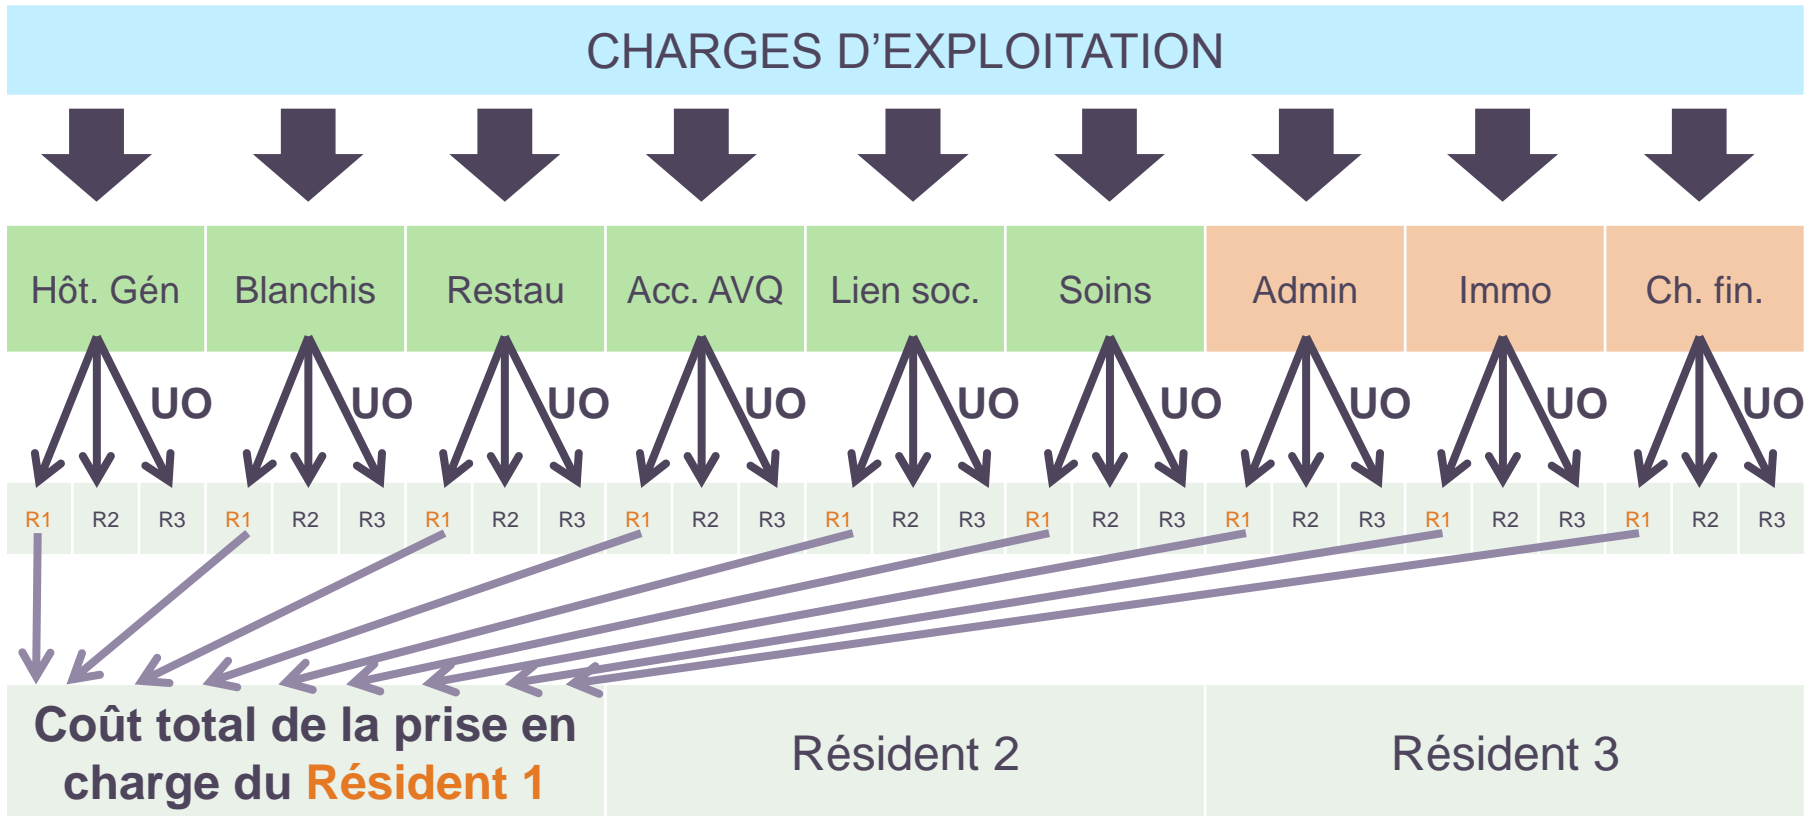 CHARGES D’EXPLOITATION
Hôt. Gén Blanchis Restau Acc. AVQ Lien soc. Soins Admin Immo Ch. fin.
UO UO UO UO UO UO UO UO UO
R1 R2 R3 R1 R2 R3 R1 R2 R3 R1 R2 R3 R1 R2 R3 R1 R2 R3 R1 R2 R3 R1 R2 R3 R1 R2 R3
Coût total de la prise en
charge du Résident 1
Résident 2
Résident 3